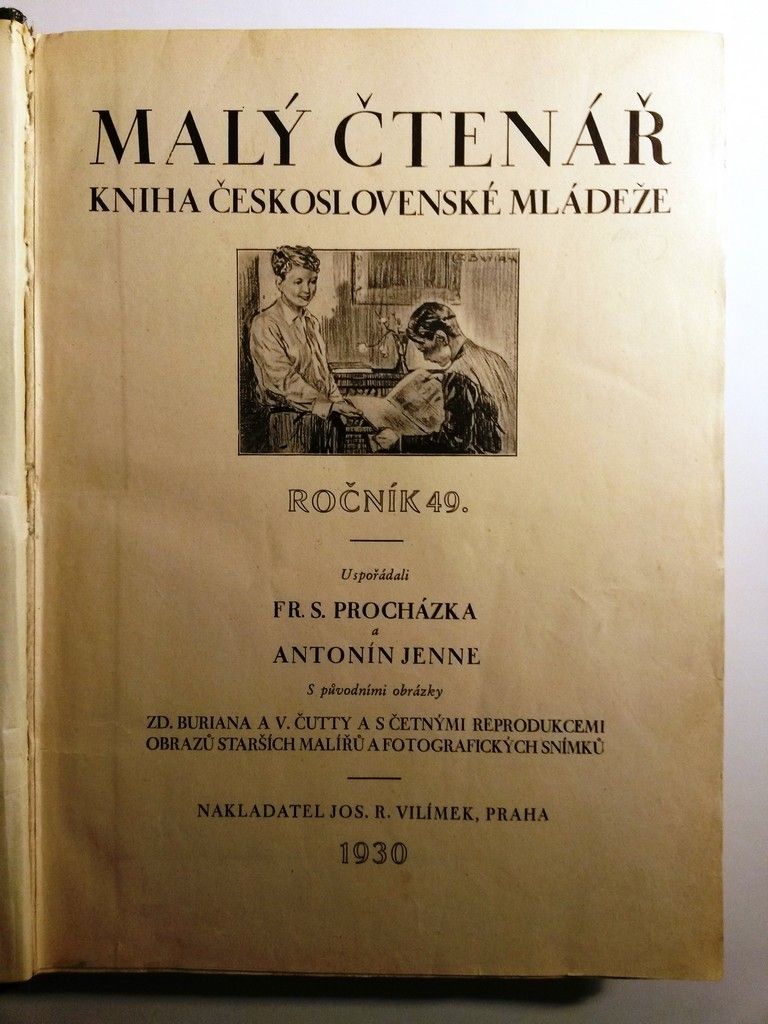 MALÝ ČTENÁŘ
KNIHA ČESKOSLOVENSKÉ MLÁDEŽE
Z. Burian
ROČNÍK 49.
Uspořádali
FR. S. PROCHÁZKA
a
ANTONÍN JENNE
S původními obrázky
ZD. BURIANA A V. ČUTTY A S ČETNÝMI REPRODUKCEMI
OBRAZŮ STARŠÍCH MALÍŘŮ A FOTOGRAFICKÝCH SNÍMKŮ
NAKLADATEL JOS. R. VILÍMEK, PRAHA
1930